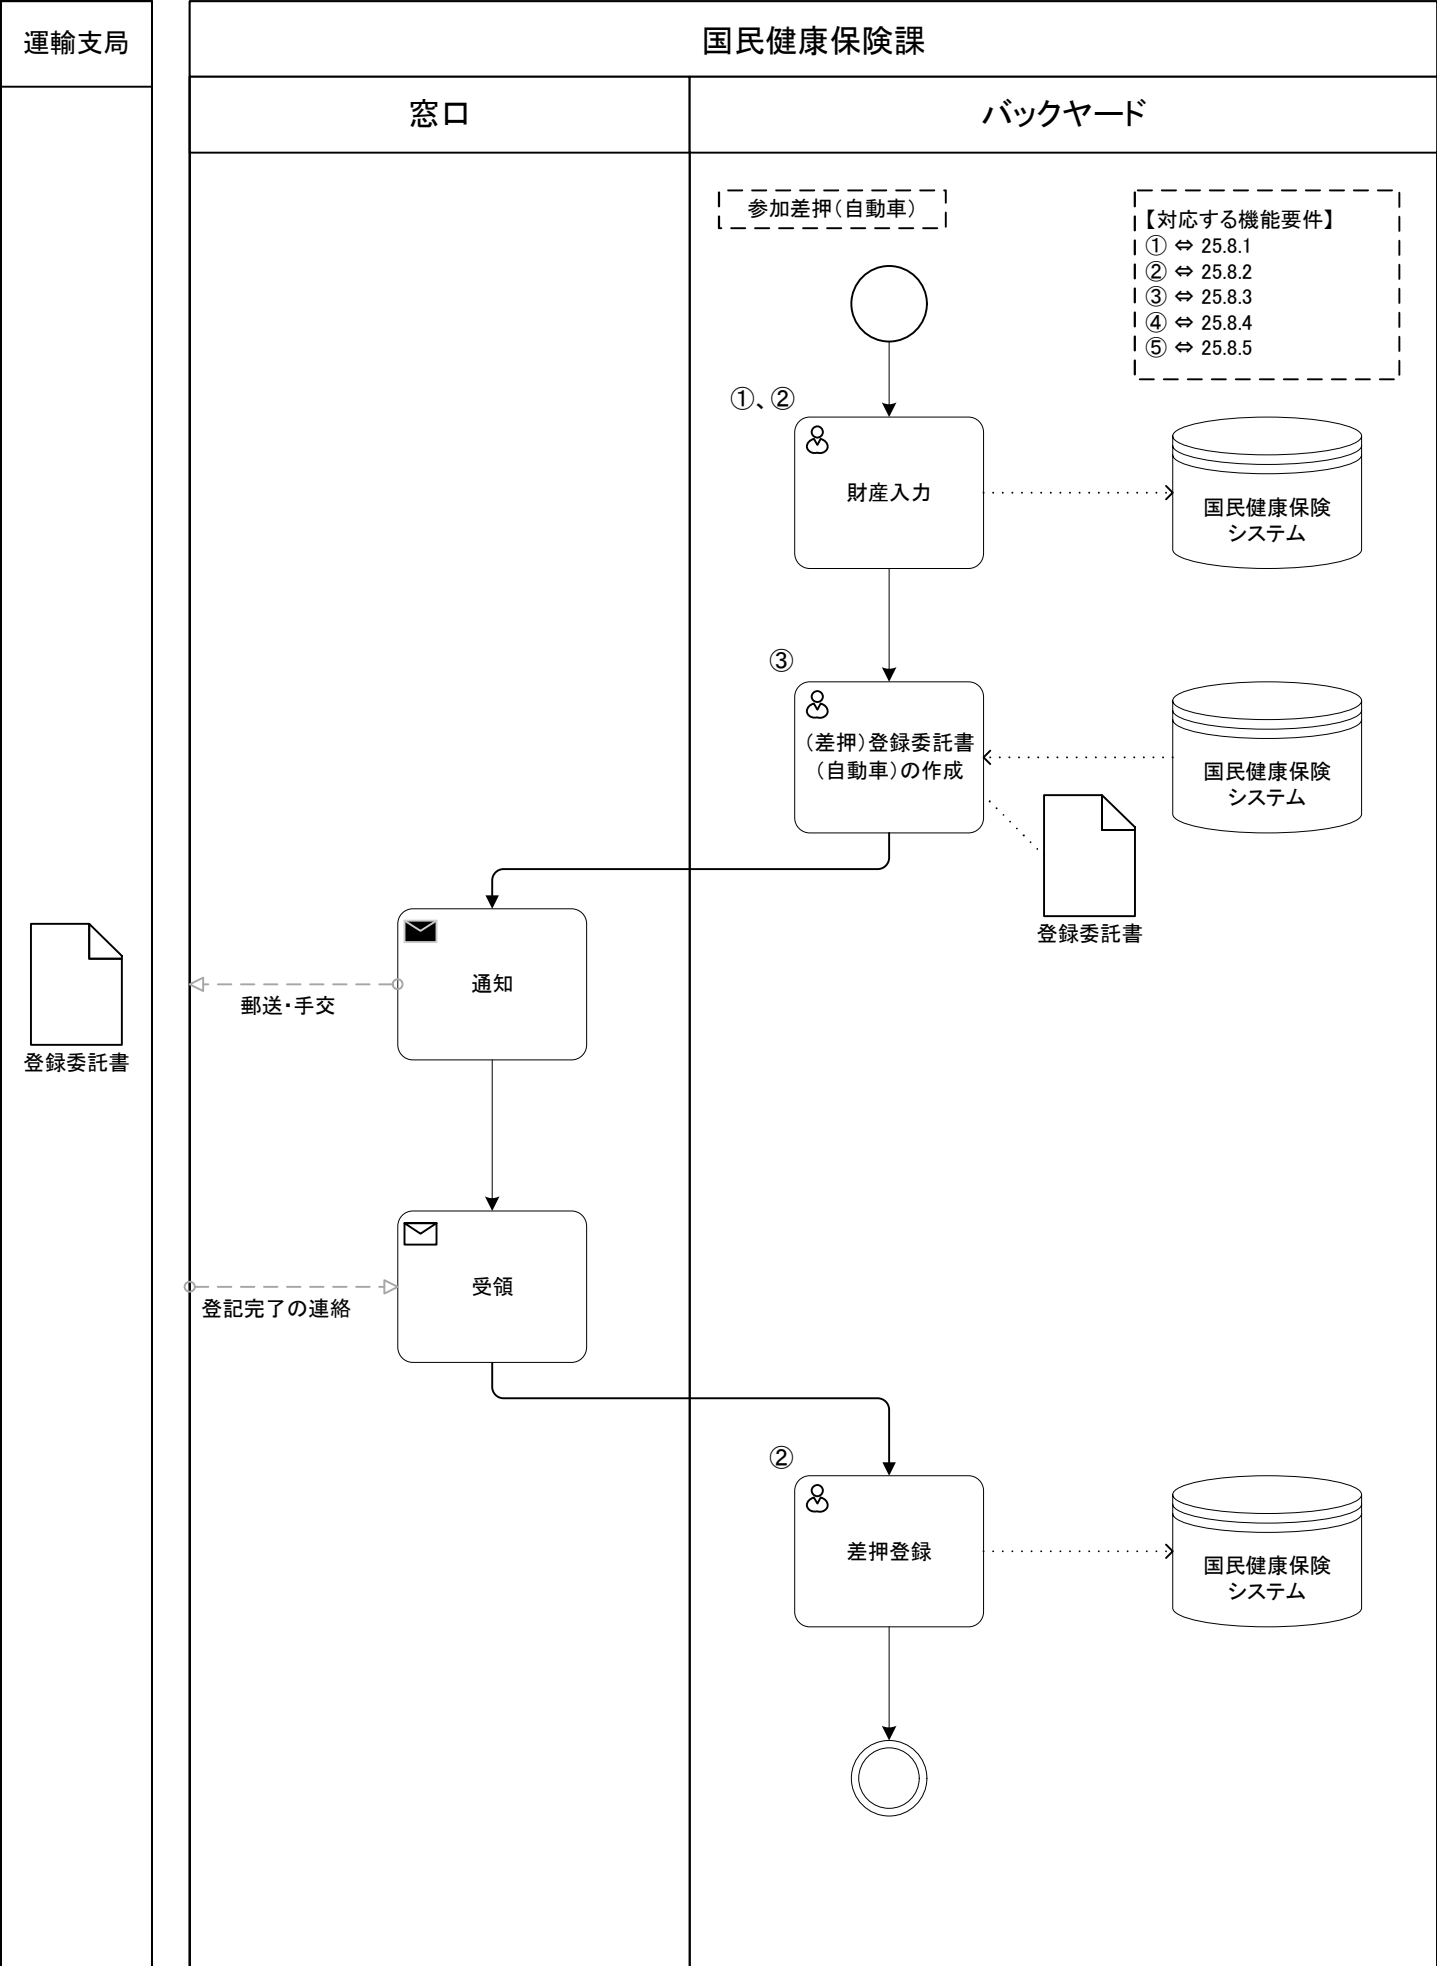 運輸支局
国民健康保険課
窓口
バックヤード
参加差押(自動車)
【対応する機能要件】
① ⇔ 25.8.1
② ⇔ 25.8.2
③ ⇔ 25.8.3
④ ⇔ 25.8.4
⑤ ⇔ 25.8.5
①、②
財産入力
国民健康保険
システム
③
(差押)登録委託書
(自動車)の作成
国民健康保険
システム
登録委託書
通知
郵送・手交
登録委託書
受領
登記完了の連絡
②
差押登録
国民健康保険
システム